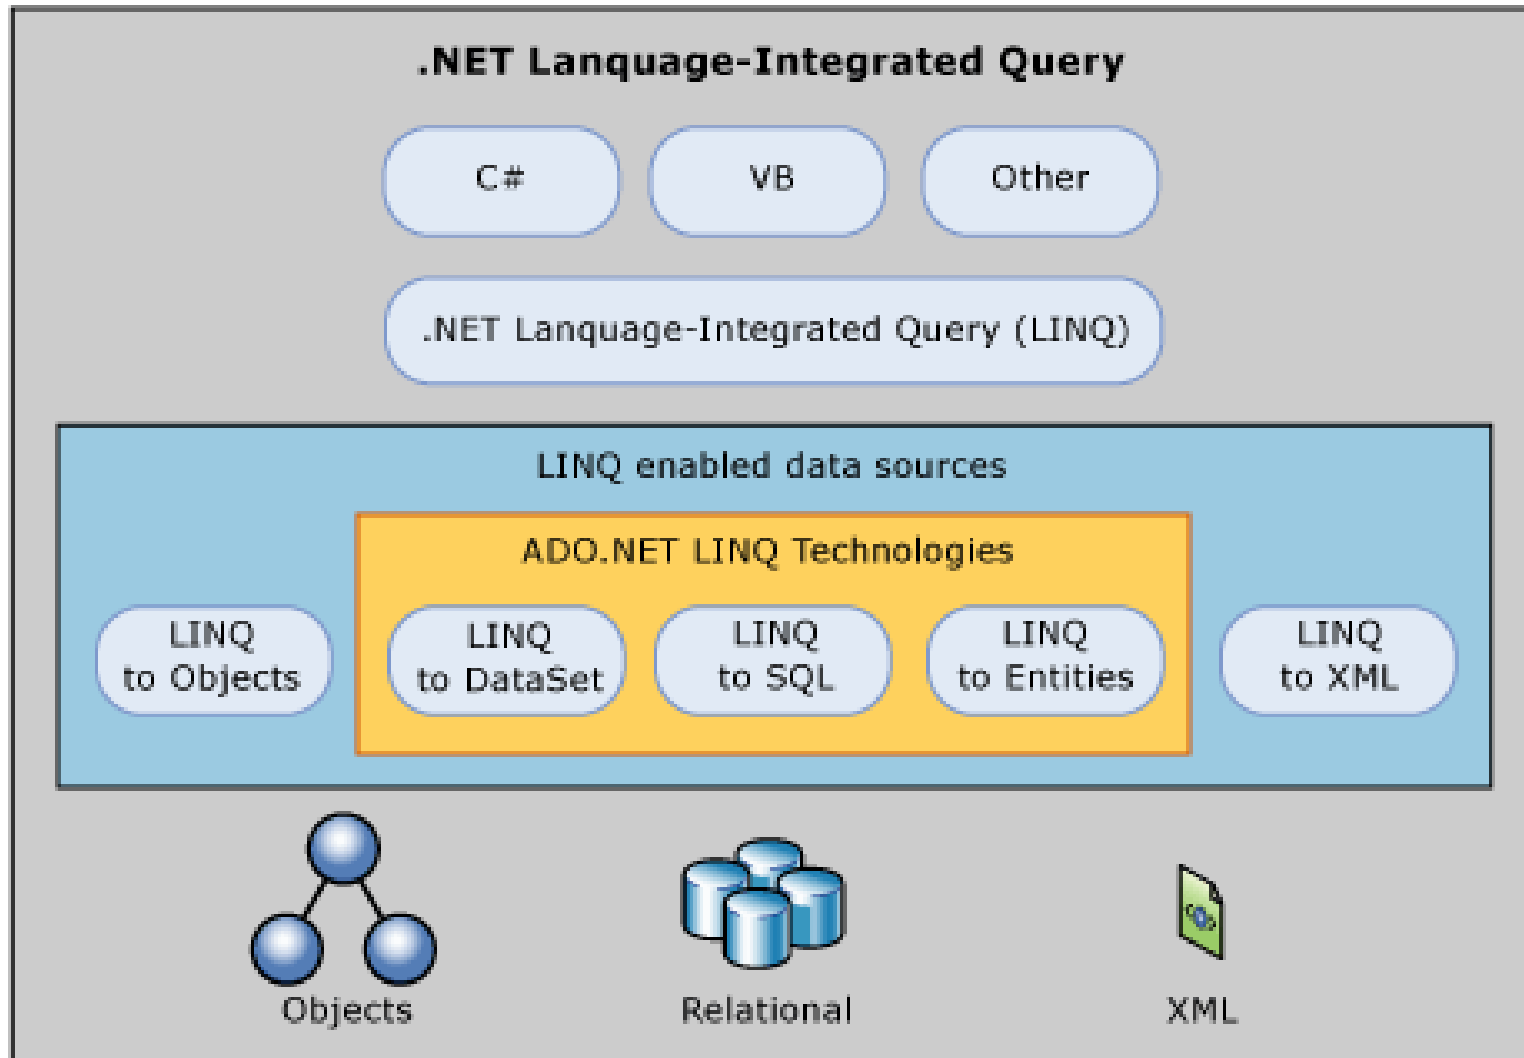 .NET Lanquage-Integrated Query
C#
VB
Other
.NET Lanquage-Integrated Query (LINQ)
LINQ enabled data sources
ADO.NET LINQ Technologies
LINQ
to Objects
LINQ
to DataSet
LINQ
to SQL
LINQ
to Entities
LINQ
to XML
Objects
Relational
XML